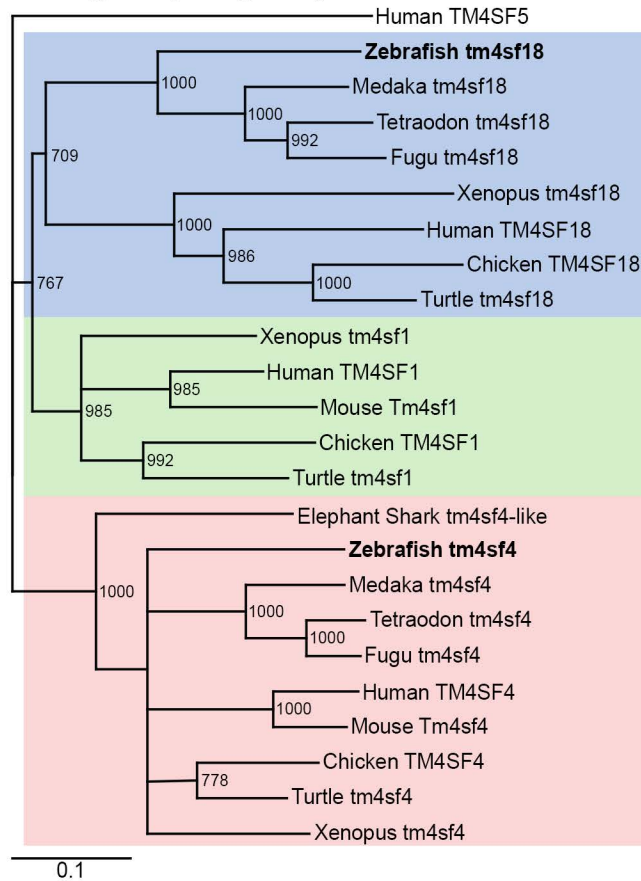 Human TM4SF5
Zebrafish tm4sf18
1000
Medaka tm4sf18
1000
Tetraodon tm4sf18
992
Fugu tm4sf18
709
Xenopus tm4sf18
1000
Human TM4SF18
986
Chicken TM4SF18
1000
767
Turtle tm4sf18
Xenopus tm4sf1
Human TM4SF1
985
985
Mouse Tm4sf1
Chicken TM4SF1
992
Turtle tm4sf1
Elephant Shark tm4sf4-like
Zebrafish tm4sf4
1000
Medaka tm4sf4
1000
Tetraodon tm4sf4
1000
Fugu tm4sf4
Human TM4SF4
1000
Mouse Tm4sf4
Chicken TM4SF4
778
Turtle tm4sf4
Xenopus tm4sf4
0.1